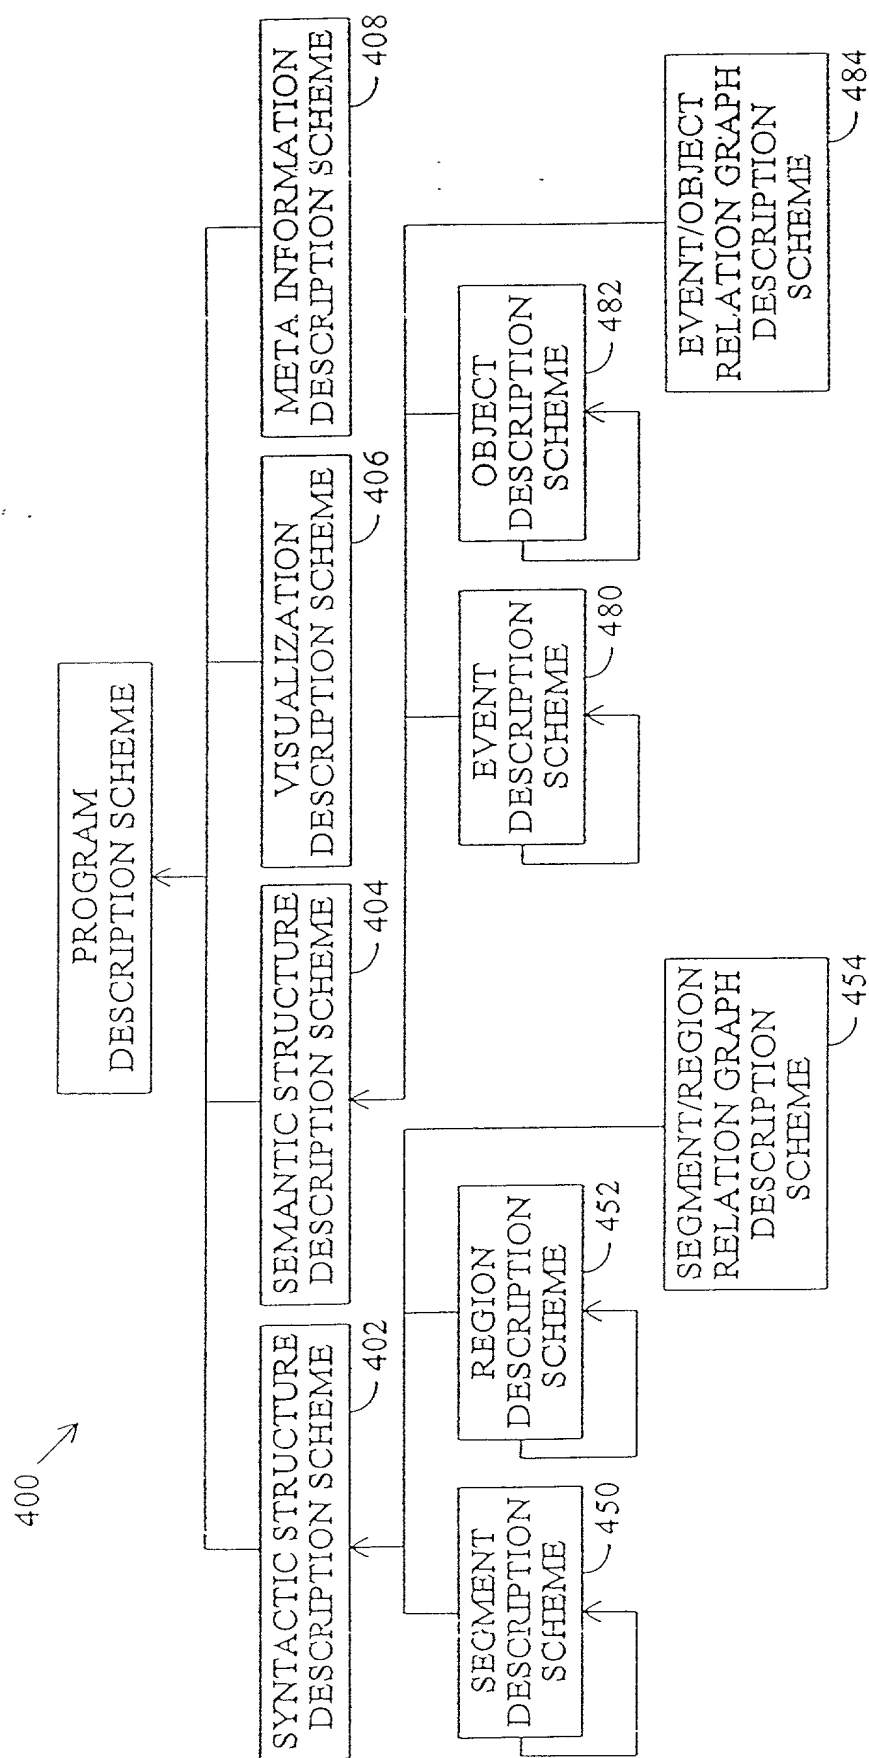 400
PROGRAM
DESCRIPTION SCHEME
SYNTACTIC STRUCTURE
DESCRIPTION SCHEME
402
SEMANTIC STRUCTURE
DESCRIPTION SCHEME
404
VISUALIZATION
DESCRIPTION SCHEME
406
META INFORMATION
DESCRIPTION SCHEME
408
SEGMENT
DESCRIPTION
SCHEME
450
REGION
DESCRIPTION
SCHEME
452
EVENT
DESCRIPTION
SCHEME
480
OBJECT
DESCRIPTION
SCHEME
482
SEGMENT/REGION
RELATION GRAPH
DESCRIPTION
SCHEME
454
EVENT/OBJECT
RELATION GRAPH
DESCRIPTION
SCHEME
484